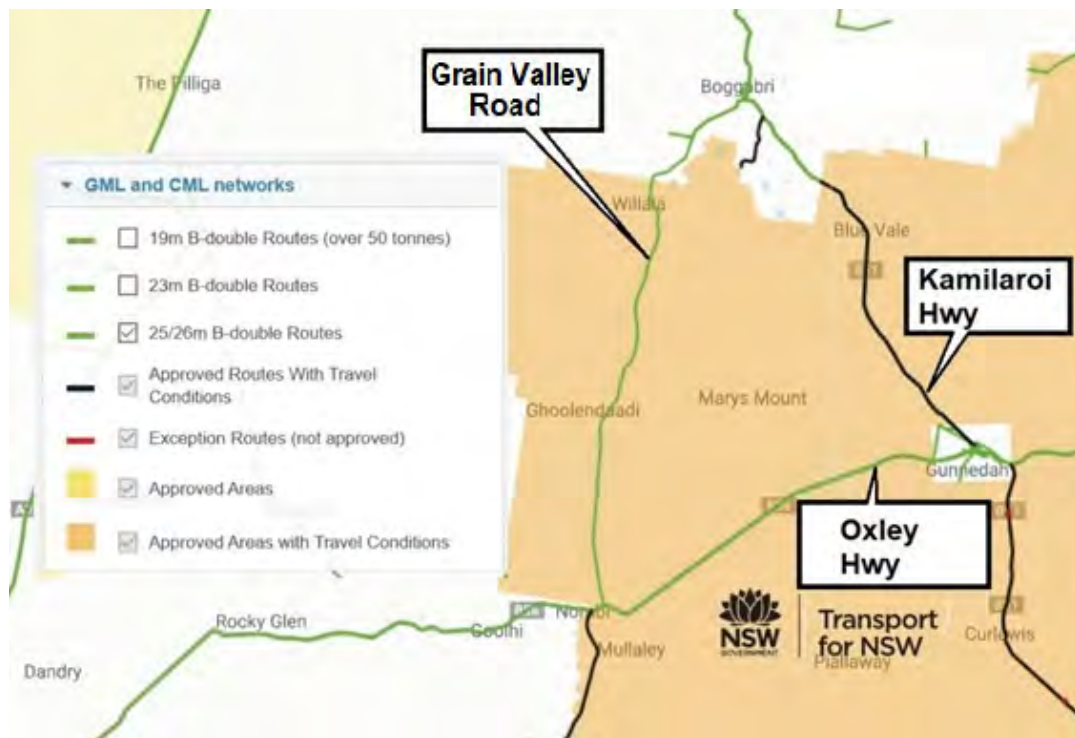 The Pilliga
Grain Valley
Road
Boggabri
GML and CML networks
19m B-double Routes (over 50 tonnes)
23m B-double Routes
25/26m B-double Routes
Approved Routes With Travel
Conditions
Exception Routes (not approved)
Approved Areas
Approved Areas with Travel Conditions
Willala
Blue Vale
Kamilaroi
Hwy
Ghoolendaadi
Marys Mount
Gunnedah
Oxley
Hwy
Rocky Glen
Goolhi
Dandry
Mullaley
NSW
GOVERNMENT
Transport
for NSW
Curlewis
Piallaway